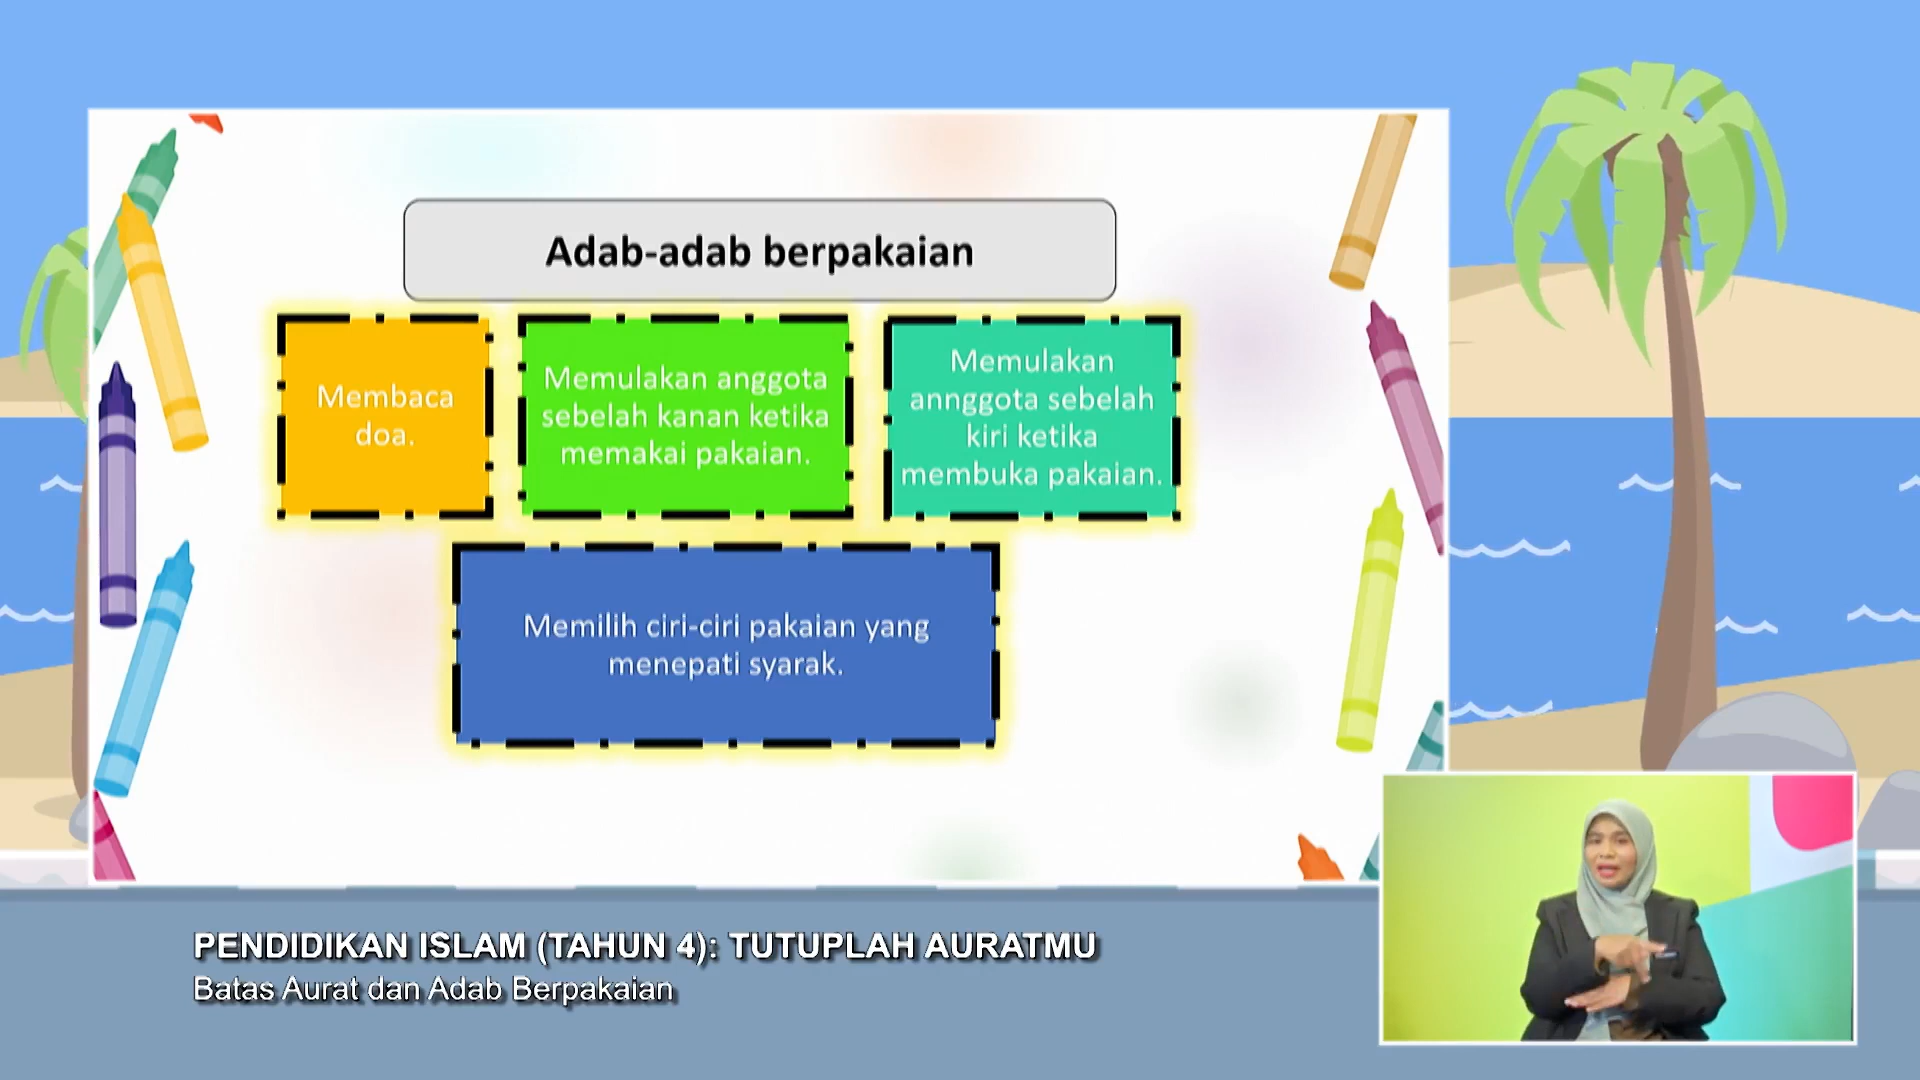 Adab-adab berpakaian
Membaca
doa.
Memulakan anggota
sebelah kanan ketika
memakai pakaian.
Memulakan
annggota sebelah
kiri ketika
membuka pakaian.
Memilih ciri-ciri pakaian yang
menepati syarak.
PENDIDIKAN ISLAM (TAHUN 4): TUTUPLAH AURATMU
Batas Aurat dan Adab Berpakaian